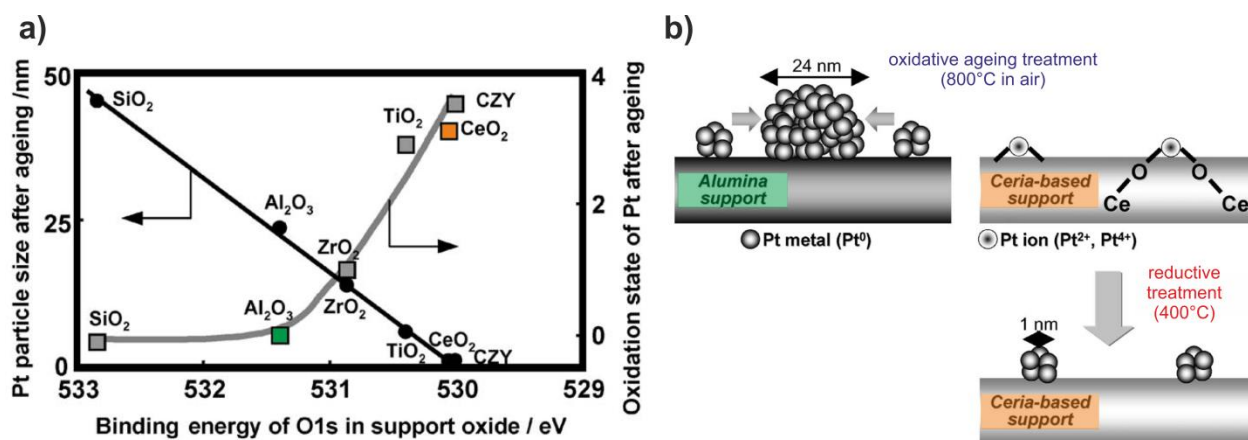 a)
Pt particle size after ageing /nm
50
25
0
SiO₂
Al₂O₃
ZrO₂
TiO₂
CeO₂
CZY
SiO₂
Al₂O₃
ZrO₂
TiO₂
CZY
CeO₂
4
2
0
Oxidation state of Pt after ageing
533
532
531
530
529
Binding energy of O1s in support oxide / eV
b)
24 nm
oxidative ageing treatment
(800°C in air)
Alumina
support
Pt metal (Pt⁰)
Ceria-based
support
O
O
Ce
Ce
Pt ion (Pt²⁺, Pt⁴⁺)
reductive
treatment
(400°C)
1 nm
Ceria-based
support